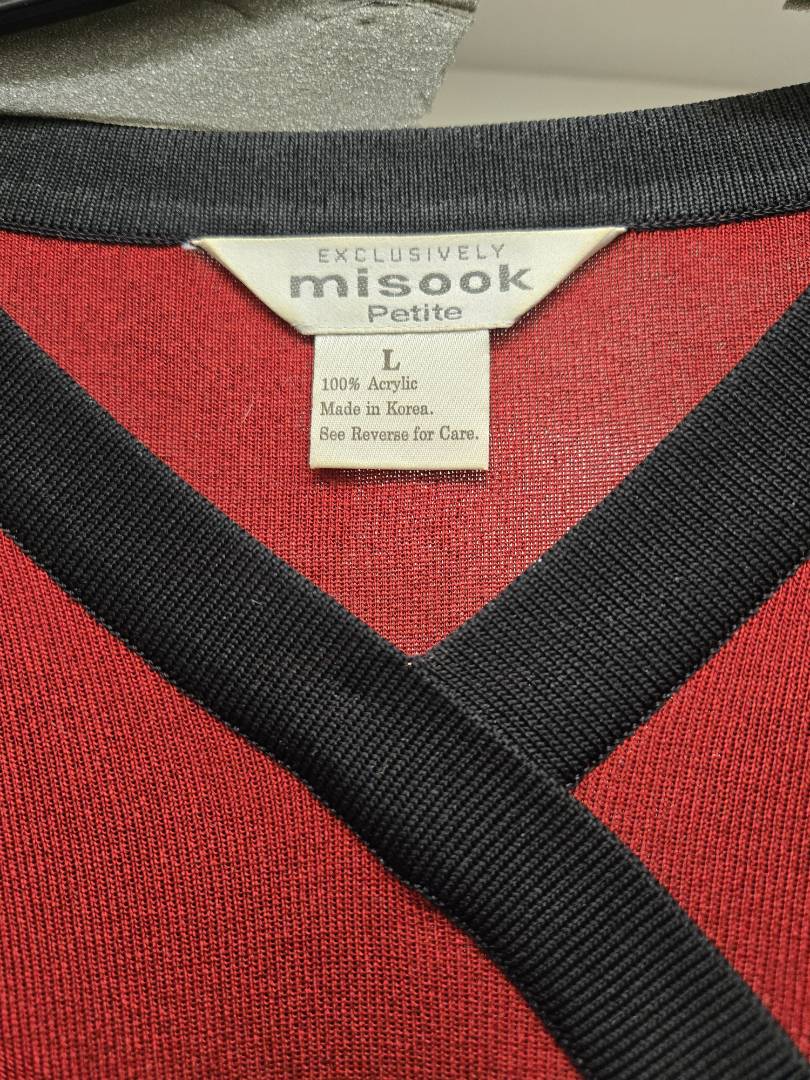 EXCLUSIVELY
misook
Petite
L
100% Acrylic
Made in Korea.
See Reverse for Care.